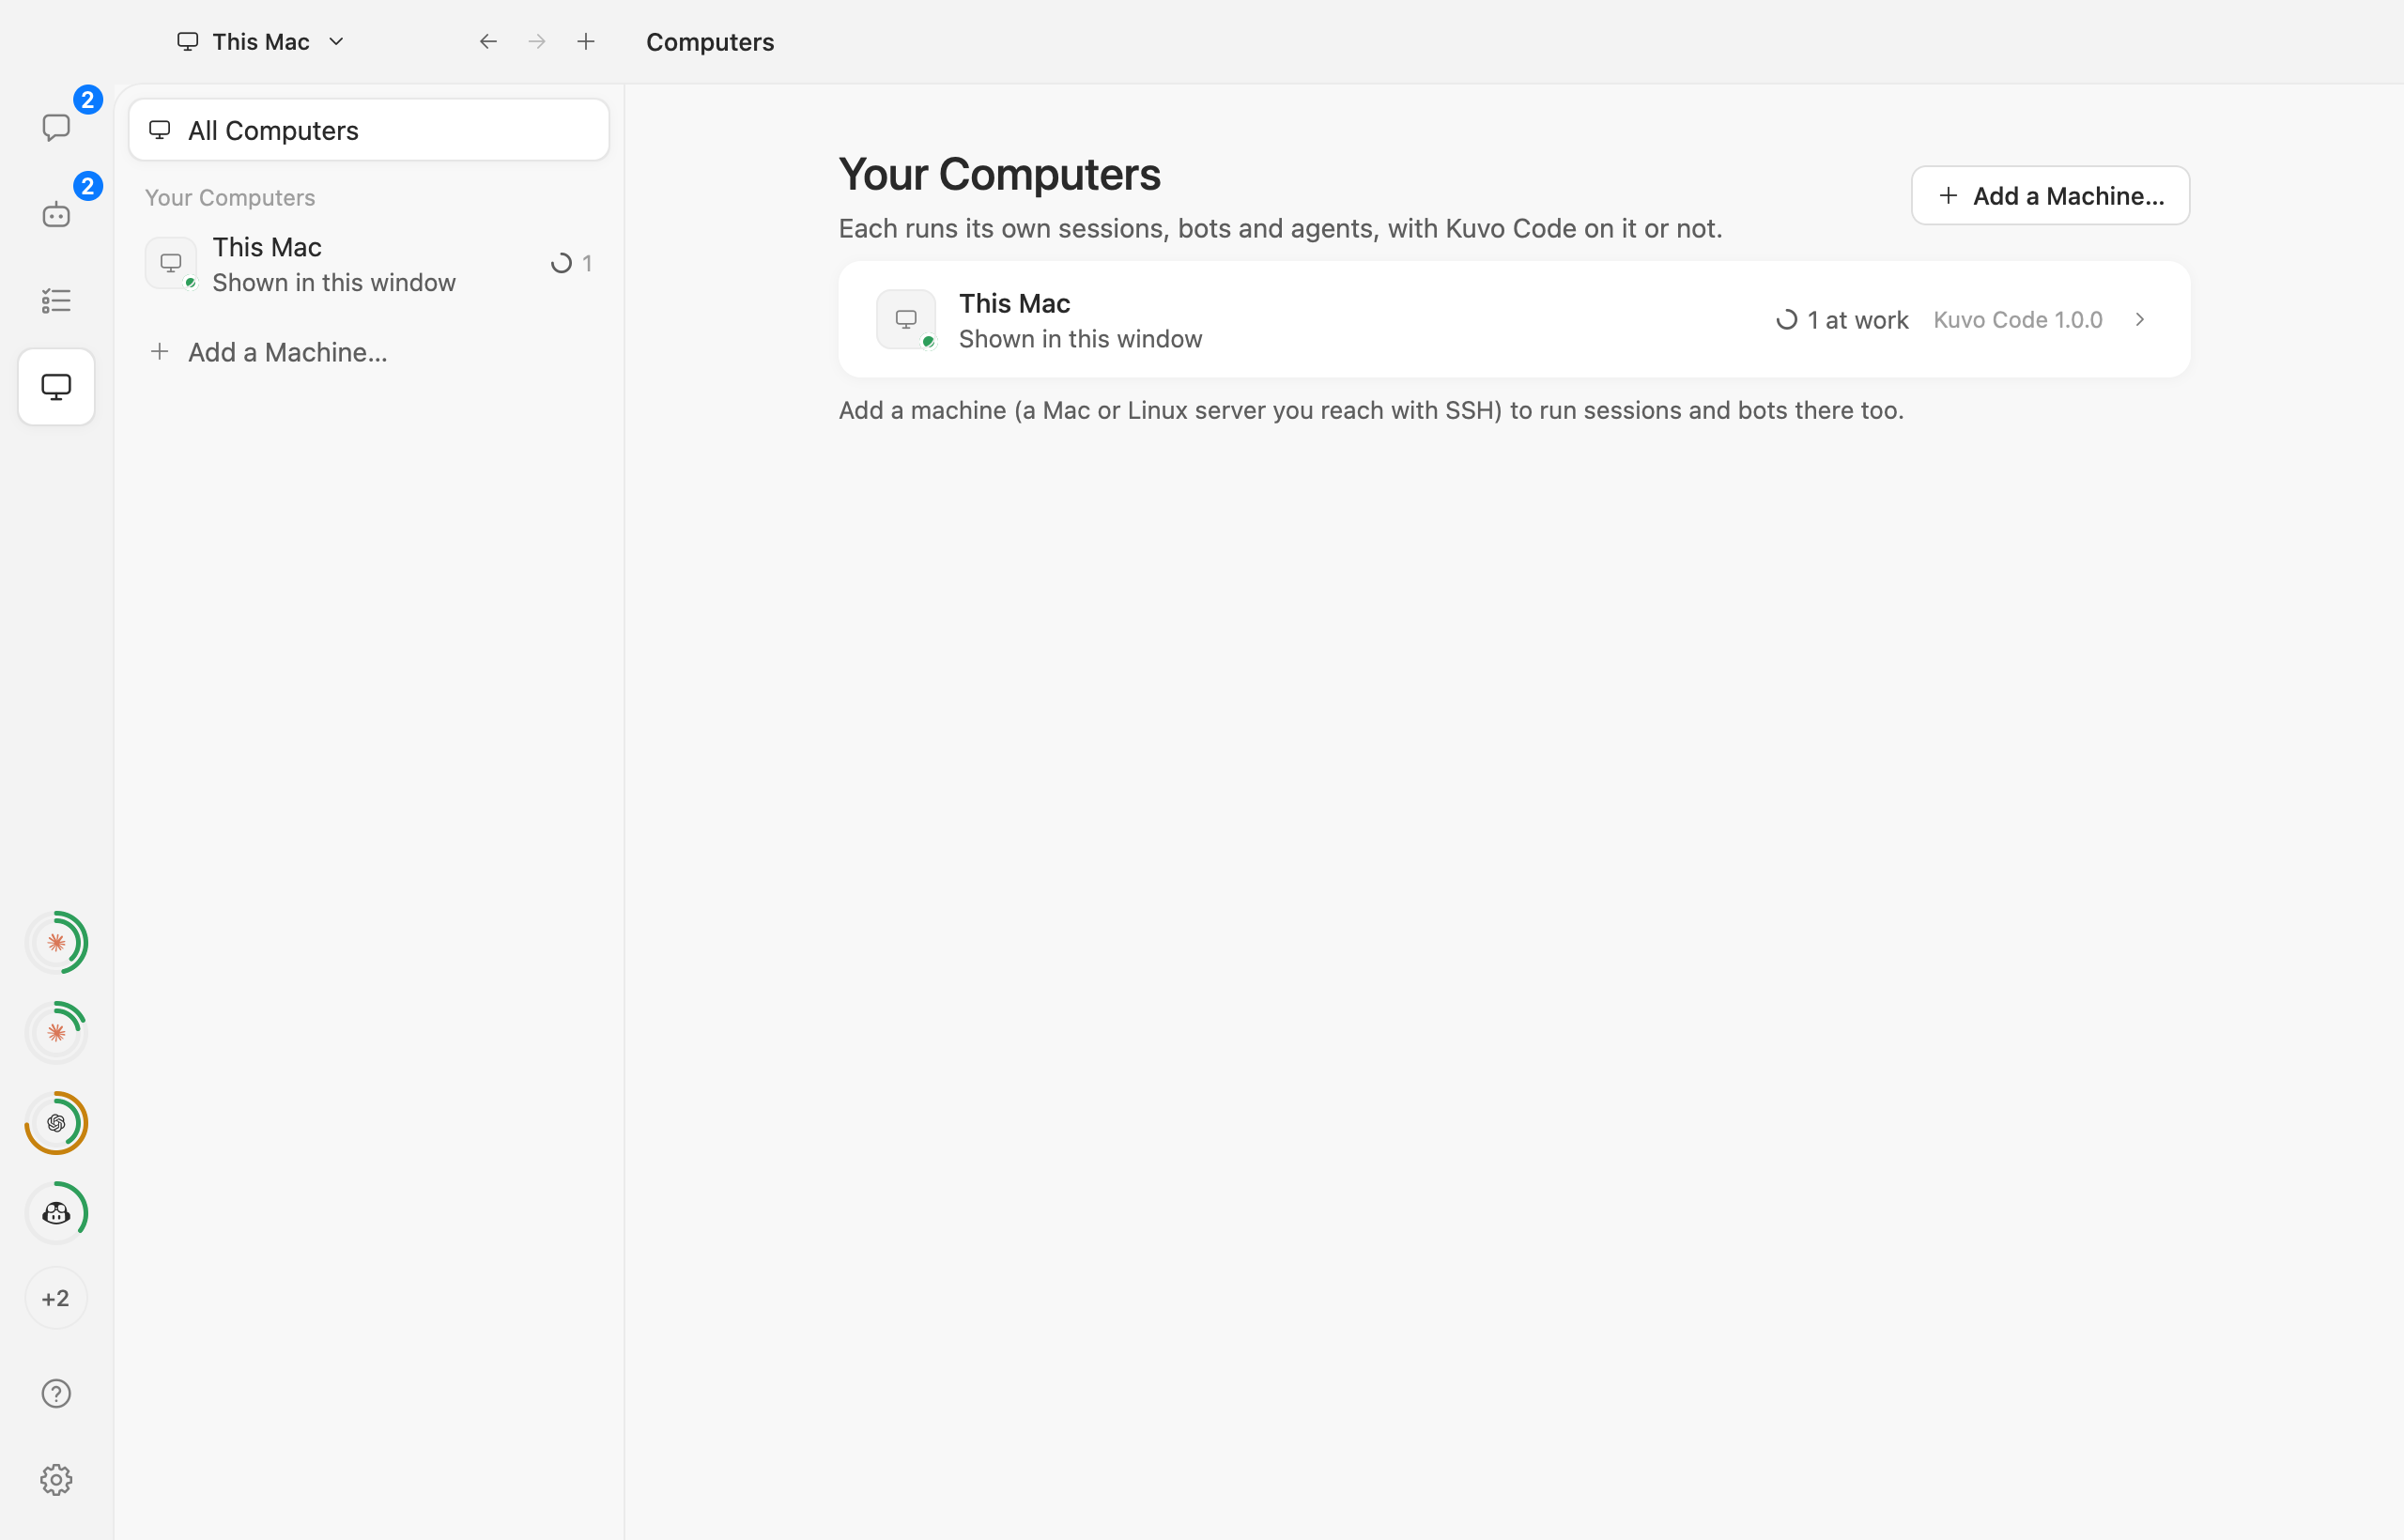 This Mac
Computers
2
2
All Computers
Your Computers
This Mac
Shown in this window
1
Add a Machine...
Your Computers
Each runs its own sessions, bots and agents, with Kuvo Code on it or not.
Add a Machine...
This Mac
Shown in this window
1 at work
Kuvo Code 1.0.0
Add a machine (a Mac or Linux server you reach with SSH) to run sessions and bots there too.
+2